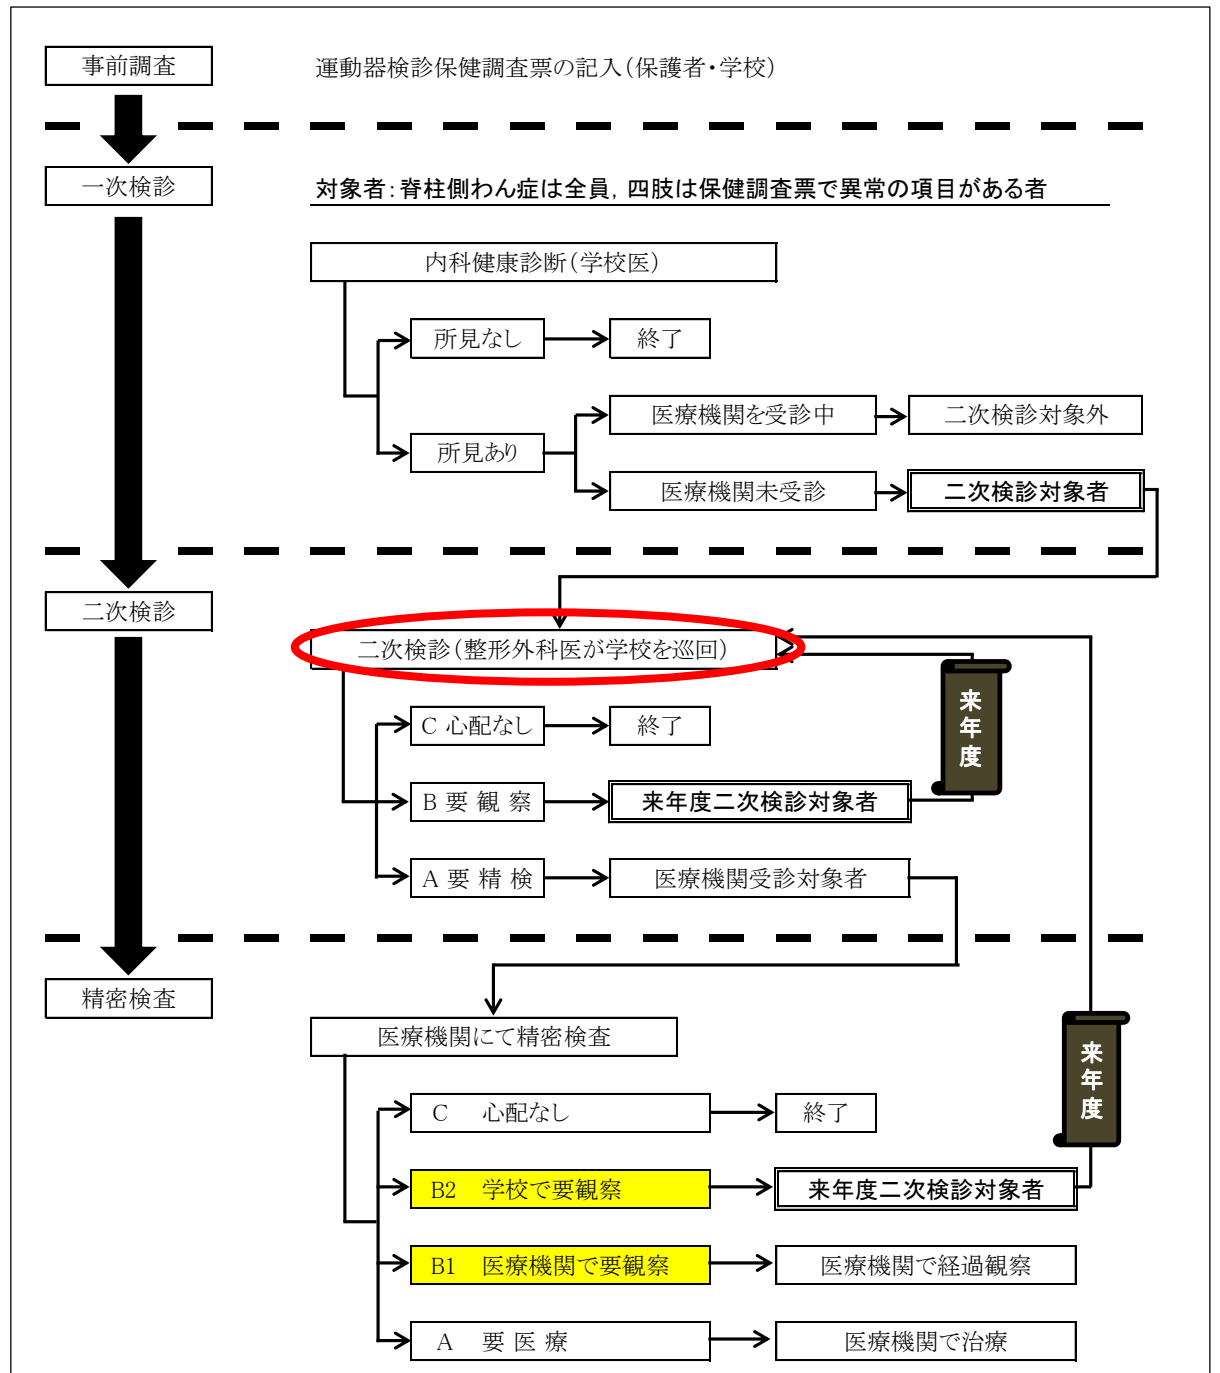 事前調査
運動器検診保健調査票の記入(保護者・学校)
一次検診
対象者:脊柱側わん症は全員,四肢は保健調査票で異常の項目がある者
内科健康診断(学校医)
所見なし
終了
所見あり
医療機関を受診中
二次検診対象外
医療機関未受診
二次検診対象者
二次検診
二次検診(整形外科医が学校を巡回)
来年度
C 心配なし
終了
B 要 観 察
来年度二次検診対象者
A 要 精 検
医療機関受診対象者
精密検査
医療機関にて精密検査
来年度
C 心配なし
終了
B2 学校で要観察
来年度二次検診対象者
B1 医療機関で要観察
医療機関で経過観察
A 要 医 療
医療機関で治療